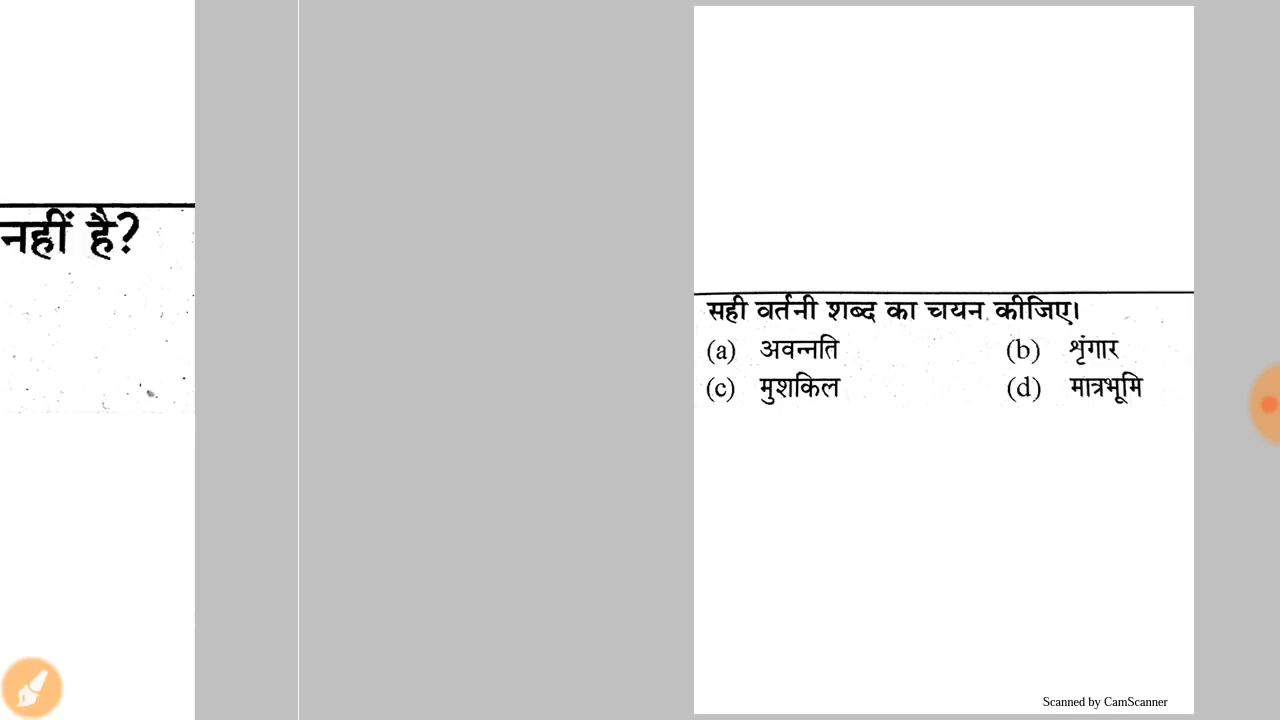 नहीं है?
सही वर्तनी शब्द का चयन कीजिए।
(a) अवन्नति (b) शृंगार
(c) मुशकिल (d) मात्रभूमि
Scanned by CamScanner